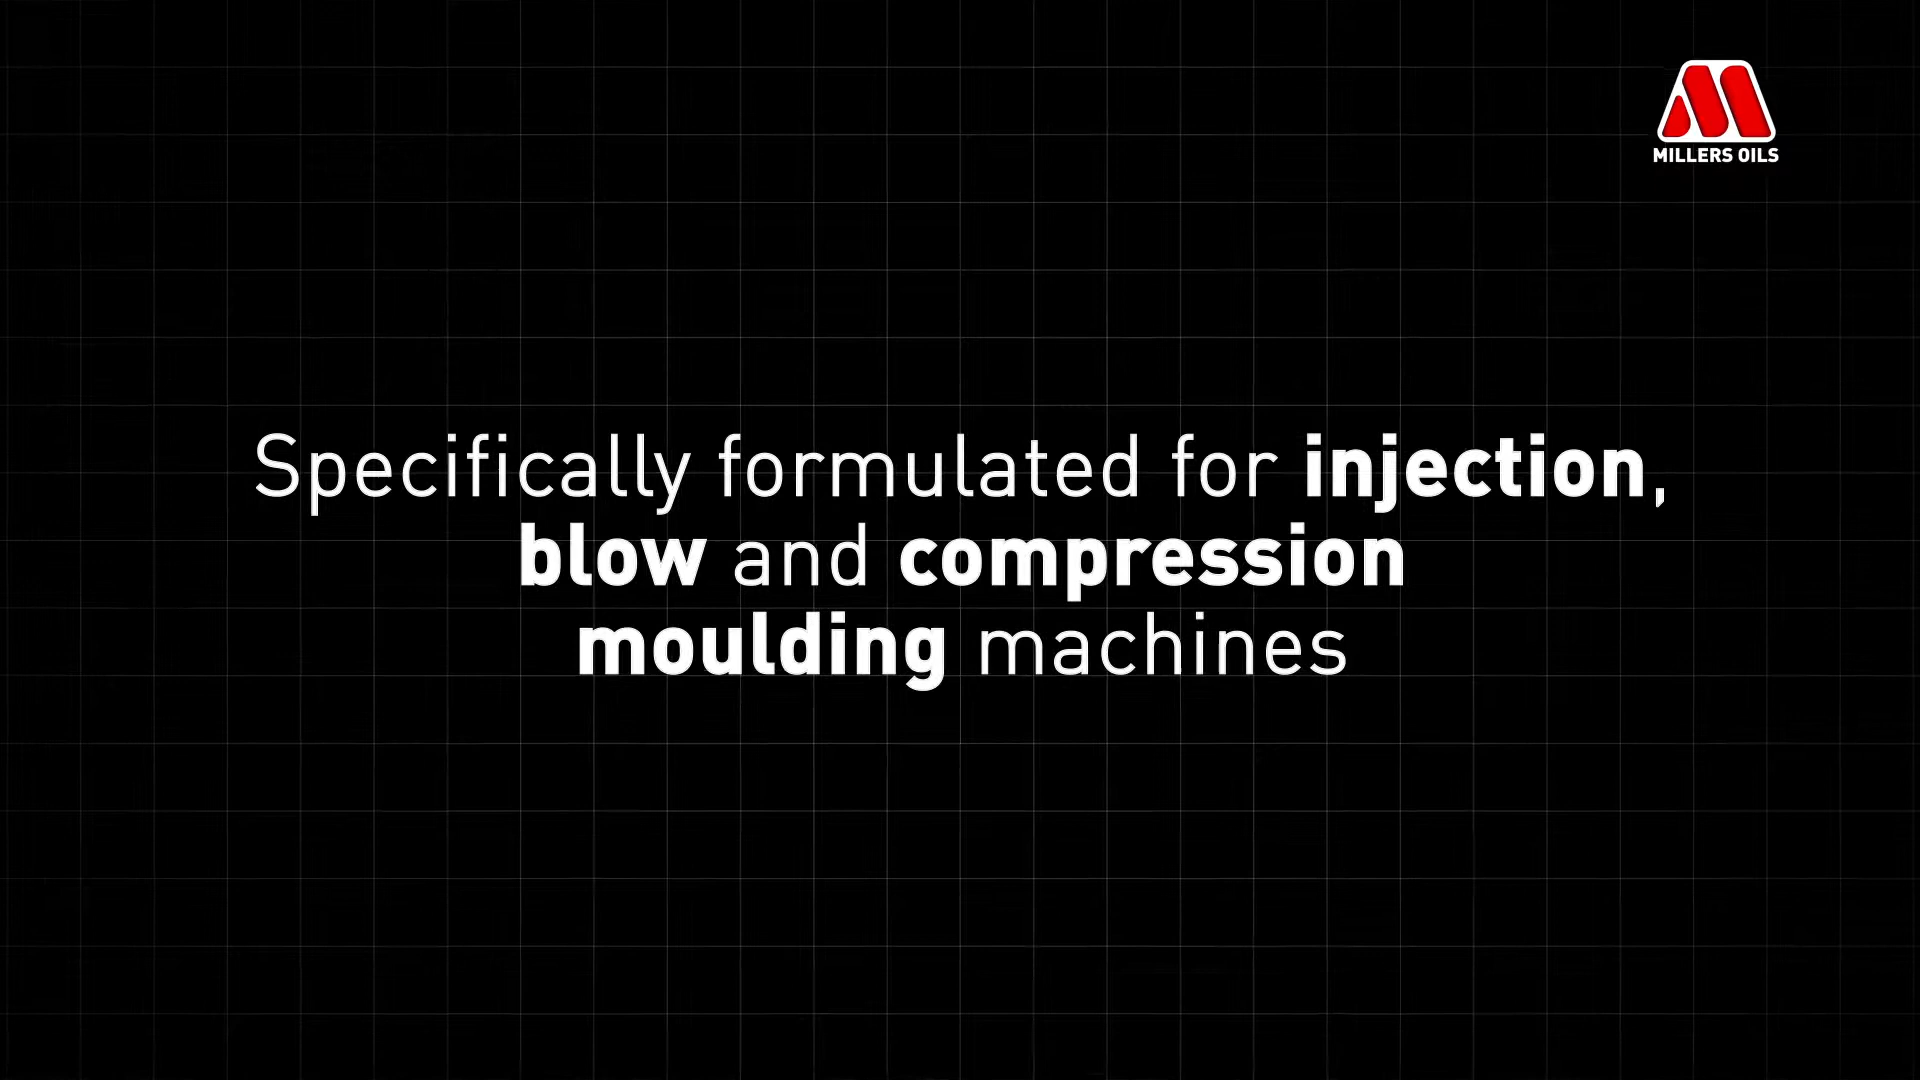 MILLERS OILS
Specifically formulated for injection,
blow and compression
moulding machines